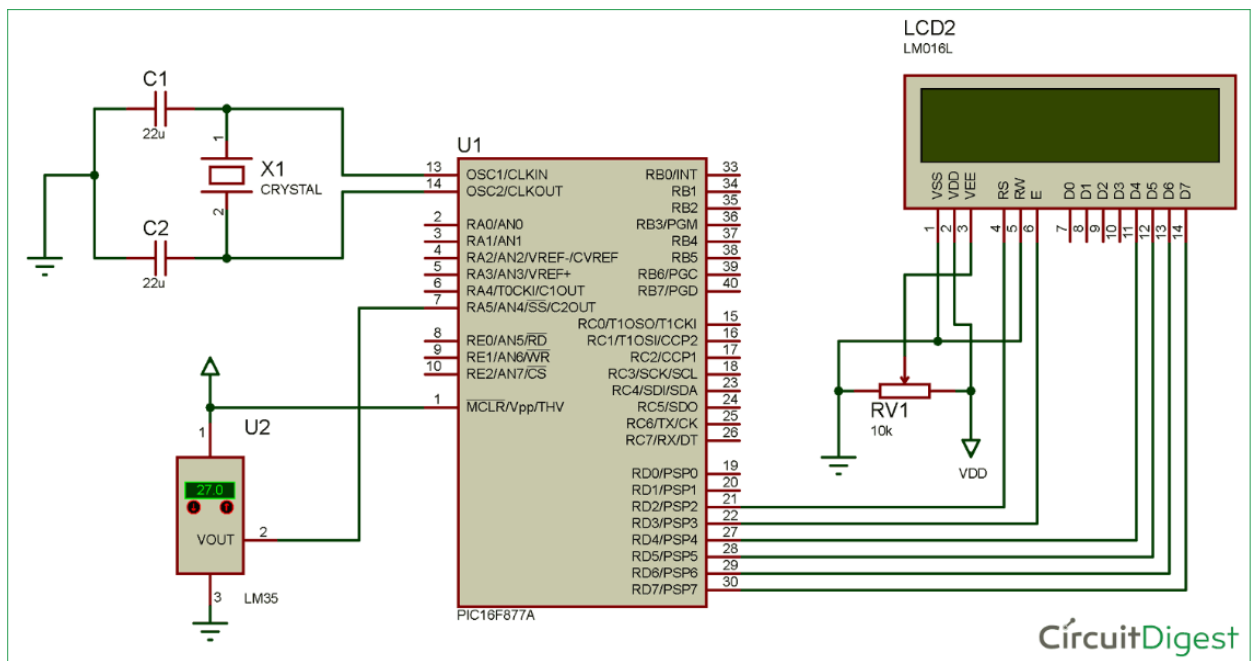 LCD2
LM016L
C1
22u
1
X1
CRYSTAL
2
C2
22u
U1
13 OSC1/CLKIN
14 OSC2/CLKOUT
2 RA0/AN0
3 RA1/AN1
4 RA2/AN2/VREF-/CVREF
5 RA3/AN3/VREF+
6 RA4/T0CKI/C1OUT
7 RA5/AN4/SS/C2OUT
8 RE0/AN5/RD
9 RE1/AN6/WR
10 RE2/AN7/CS
1 MCLR/Vpp/THV
RB0/INT 33
RB1 34
RB2 35
RB3/PGM 36
RB4 37
RB5 38
RB6/PGC 39
RB7/PGD 40
RC0/T1OSO/T1CKI 15
RC1/T1OSI/CCP2 16
RC2/CCP1 17
RC3/SCK/SCL 18
RC4/SDI/SDA 23
RC5/SDO 24
RC6/TX/CK 25
RC7/RX/DT 26
RD0/PSP0 19
RD1/PSP1 20
RD2/PSP2 21
RD3/PSP3 22
RD4/PSP4 27
RD5/PSP5 28
RD6/PSP6 29
RD7/PSP7 30
PIC16F877A
VSS VDD VEE RS RW E D0 D1 D2 D3 D4 D5 D6 D7
1 2 3 4 5 6 7 8 9 10 11 12 13 14
RV1
10k
VDD
1
U2
27.0
VOUT 2
3
LM35
CircuitDigest